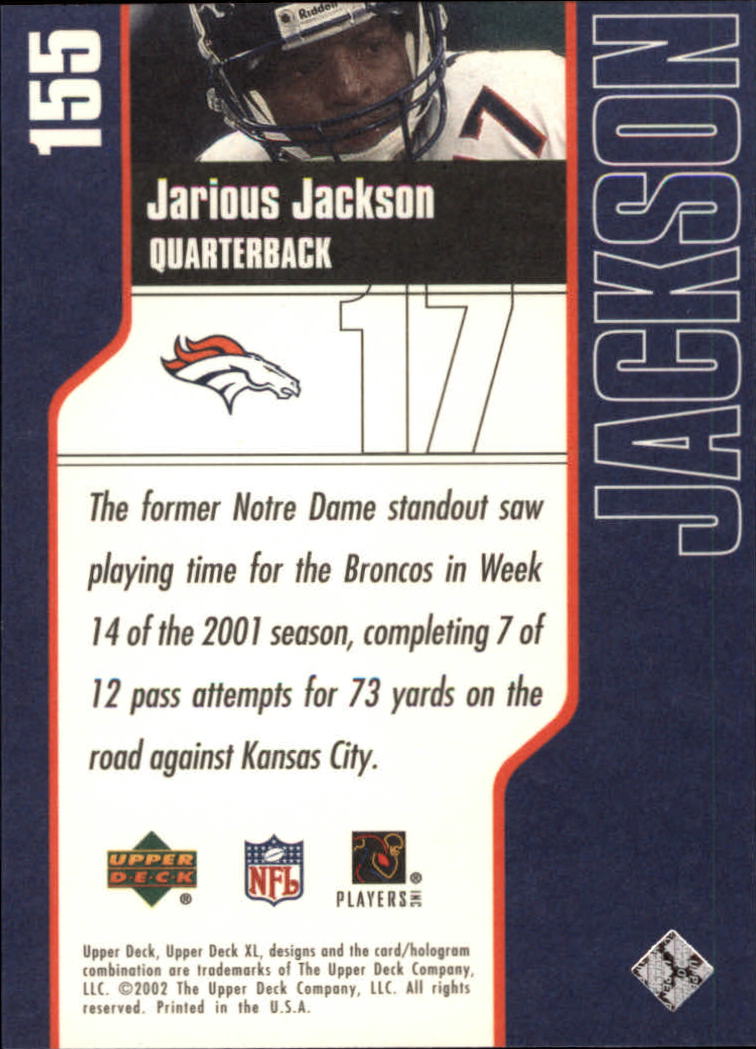 155
Riddell
7
Jarious Jackson
QUARTERBACK
17
JACKSON
The former Notre Dame standout saw
playing time for the Broncos in Week
14 of the 2001 season, completing 7 of
12 pass attempts for 73 yards on the
road against Kansas City.
UPPER
D·E·C·K
®
NFL
®
PLAYERS INC
Upper Deck, Upper Deck XL, designs and the card/hologram
combination are trademarks of The Upper Deck Company,
LLC. ©2002 The Upper Deck Company, LLC. All rights
reserved. Printed in the U.S.A.